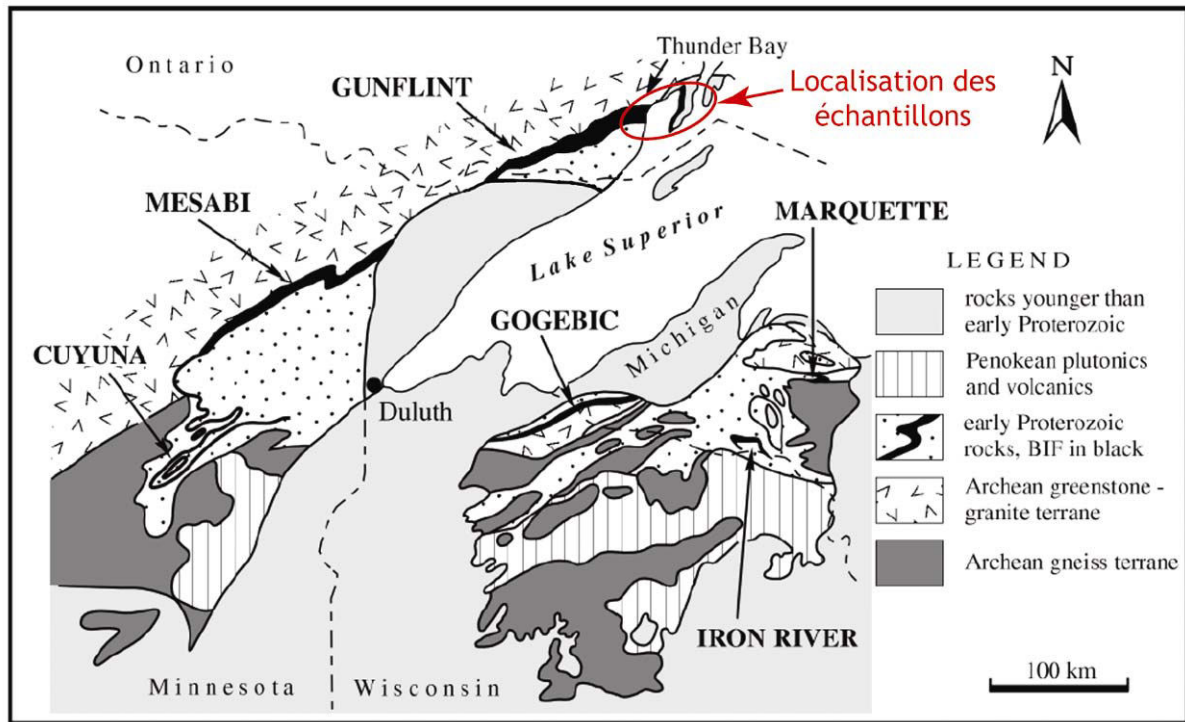 Ontario
GUNFLINT
Thunder Bay
Localisation des
échantillons
N
MESABI
MARQUETTE
Lake Superior
LEGEND
rocks younger than
early Proterozoic
Penokean plutonics
and volcanics
early Proterozoic
rocks, BIF in black
Archean greenstone -
granite terrane
Archean gneiss terrane
GOGEBIC
Michigan
CUYUNA
Duluth
IRON RIVER
100 km
Minnesota
Wisconsin